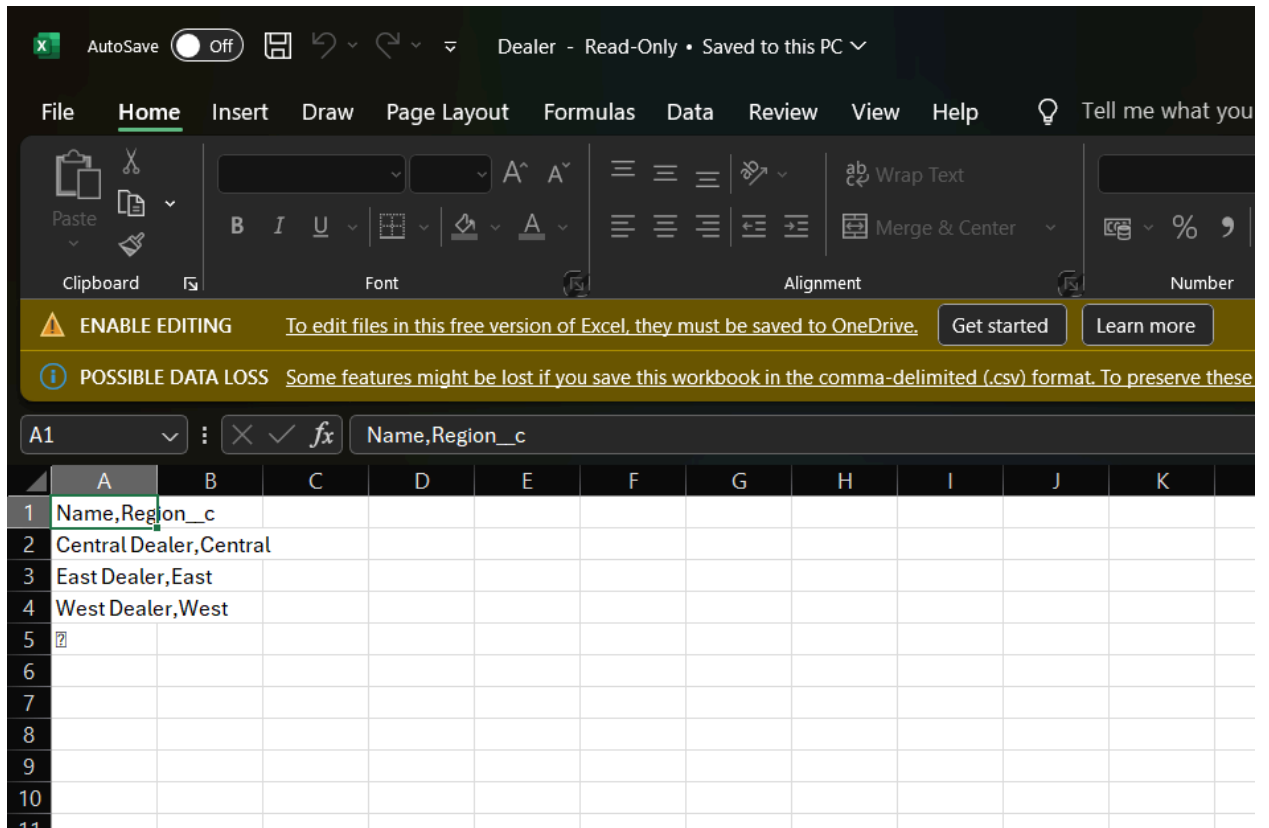 AutoSave Off Dealer - Read-Only • Saved to this PC
File Home Insert Draw Page Layout Formulas Data Review View Help Tell me what you
Paste
B I U A
Wrap Text
Merge & Center
%
Clipboard Font Alignment Number
ENABLE EDITING To edit files in this free version of Excel, they must be saved to OneDrive. Get started Learn more
POSSIBLE DATA LOSS Some features might be lost if you save this workbook in the comma-delimited (.csv) format. To preserve these
A1 fx Name,Region__c
A B C D E F G H I J K
1 Name,Region__c
2 Central Dealer,Central
3 East Dealer,East
4 West Dealer,West
5
6
7
8
9
10
11